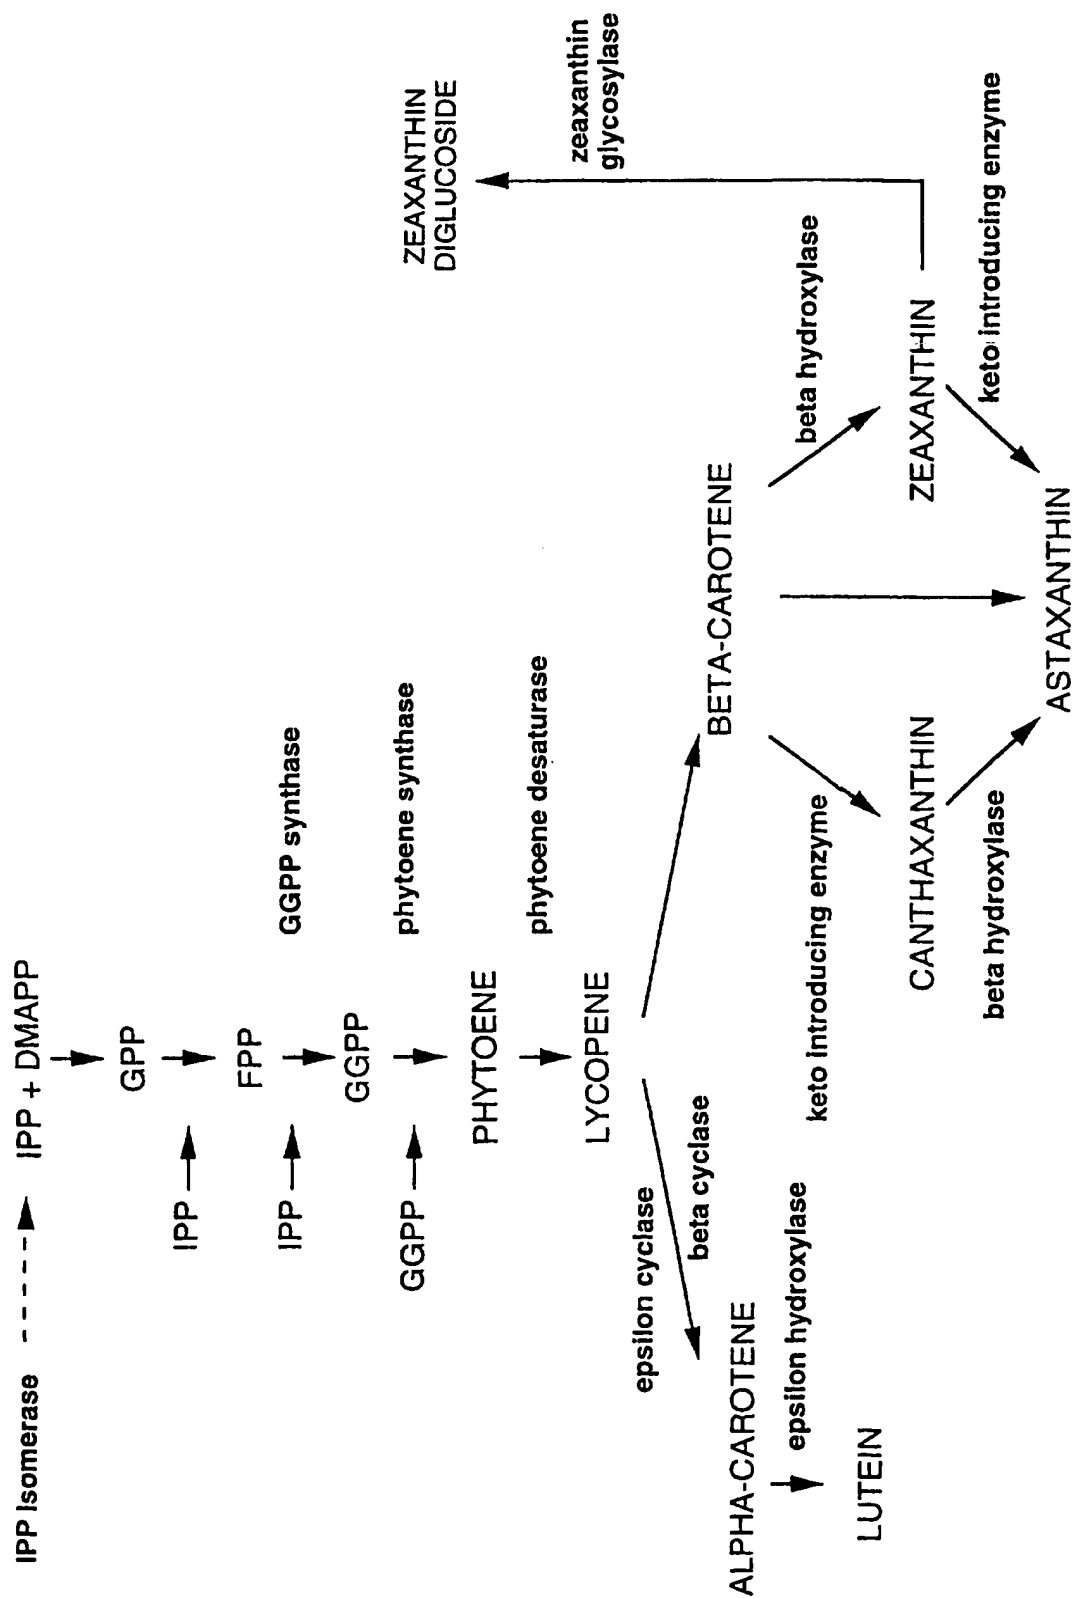 IPP Isomerase
IPP + DMAPP
GPP
IPP
FPP
IPP
GGPP synthase
GGPP
GGPP
phytoene synthase
PHYTOENE
phytoene desaturase
LYCOPENE
epsilon cyclase
beta cyclase
ALPHA-CAROTENE
epsilon hydroxylase
LUTEIN
BETA-CAROTENE
keto introducing enzyme
beta hydroxylase
CANTHAXANTHIN
ZEAXANTHIN
beta hydroxylase
keto introducing enzyme
ASTAXANTHIN
ZEAXANTHIN
DIGLUCOSIDE
zeaxanthin
glycosylase